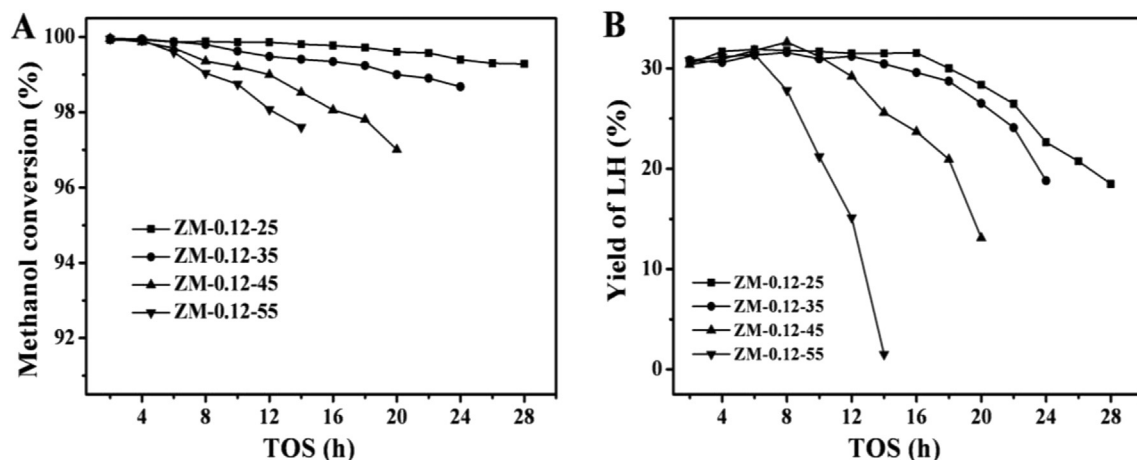 A
Methanol conversion (%)
100
98
96
94
92
ZM-0.12-25
ZM-0.12-35
ZM-0.12-45
ZM-0.12-55
4 8 12 16 20 24 28
TOS (h)
B
Yield of LH (%)
30
20
10
0
ZM-0.12-25
ZM-0.12-35
ZM-0.12-45
ZM-0.12-55
4 8 12 16 20 24 28
TOS (h)